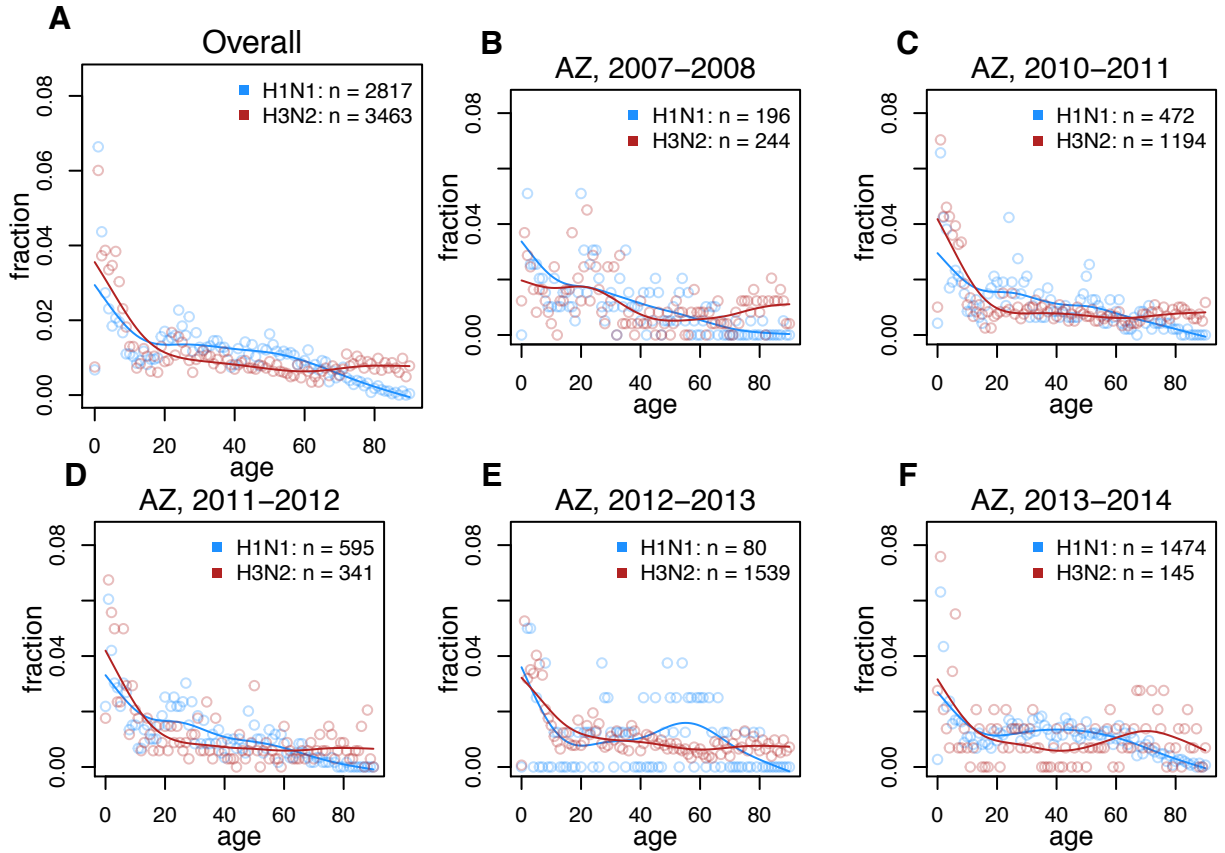 A
Overall
H1N1: n = 2817
H3N2: n = 3463
fraction
0.00 0.02 0.04 0.06 0.08
0 20 40 60 80
age
B
AZ, 2007−2008
H1N1: n = 196
H3N2: n = 244
fraction
0.00 0.04 0.08
0 20 40 60 80
age
C
AZ, 2010−2011
H1N1: n = 472
H3N2: n = 1194
fraction
0.00 0.04 0.08
0 20 40 60 80
age
D
AZ, 2011−2012
H1N1: n = 595
H3N2: n = 341
fraction
0.00 0.04 0.08
0 20 40 60 80
age
E
AZ, 2012−2013
H1N1: n = 80
H3N2: n = 1539
fraction
0.00 0.04 0.08
0 20 40 60 80
age
F
AZ, 2013−2014
H1N1: n = 1474
H3N2: n = 145
fraction
0.00 0.04 0.08
0 20 40 60 80
age